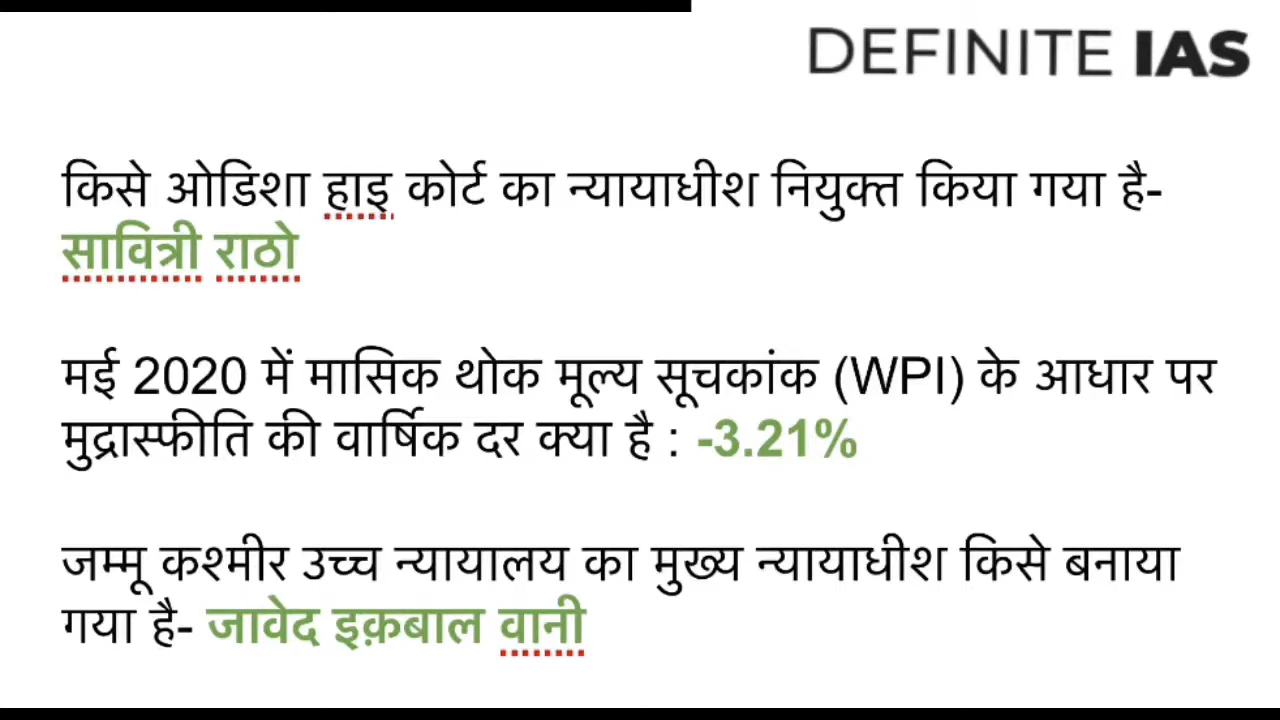 DEFINITE IAS
किसे ओडिशा हाइ कोर्ट का न्यायाधीश नियुक्त किया गया है-
सावित्री राठो
मई 2020 में मासिक थोक मूल्य सूचकांक (WPI) के आधार पर
मुद्रास्फीति की वार्षिक दर क्या है : -3.21%
जम्मू कश्मीर उच्च न्यायालय का मुख्य न्यायाधीश किसे बनाया
गया है- जावेद इक़बाल वानी